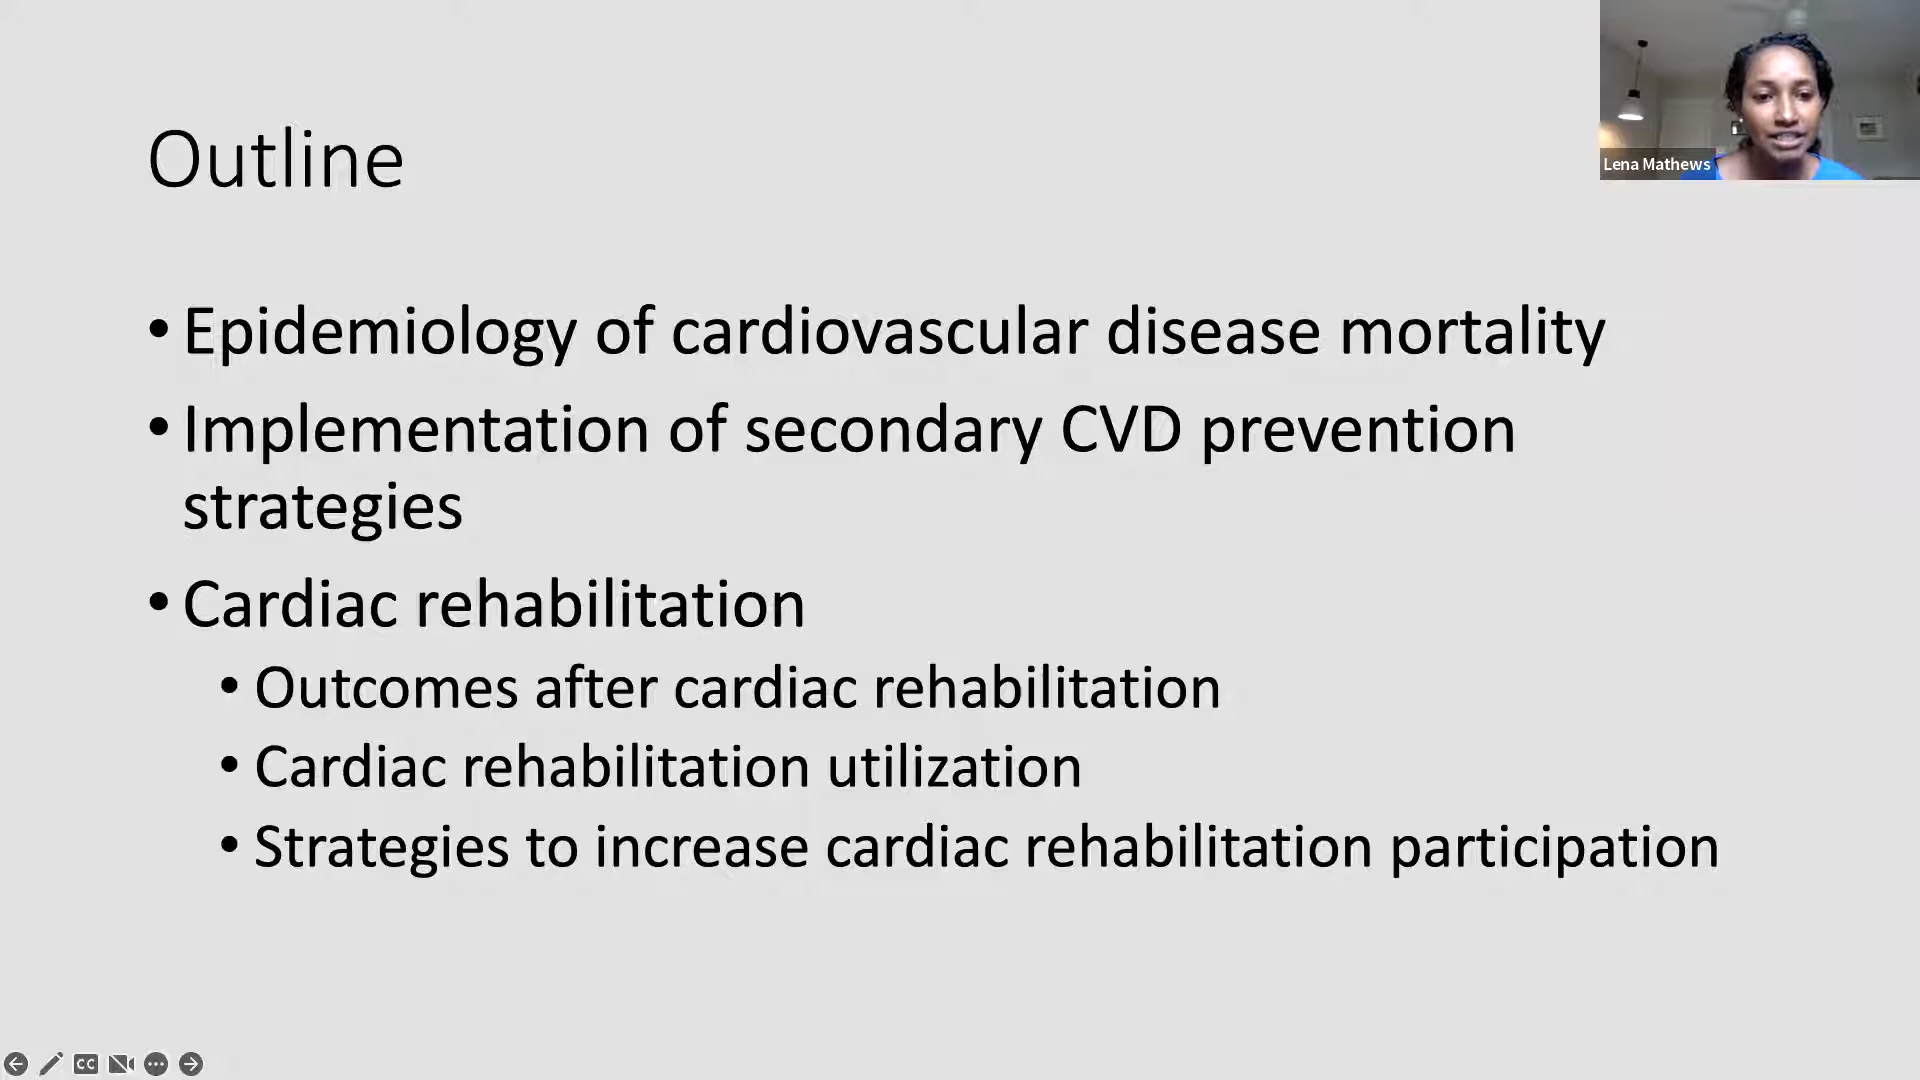 Outline
Lena Mathews
• Epidemiology of cardiovascular disease mortality
• Implementation of secondary CVD prevention
strategies
• Cardiac rehabilitation
• Outcomes after cardiac rehabilitation
• Cardiac rehabilitation utilization
• Strategies to increase cardiac rehabilitation participation
CC